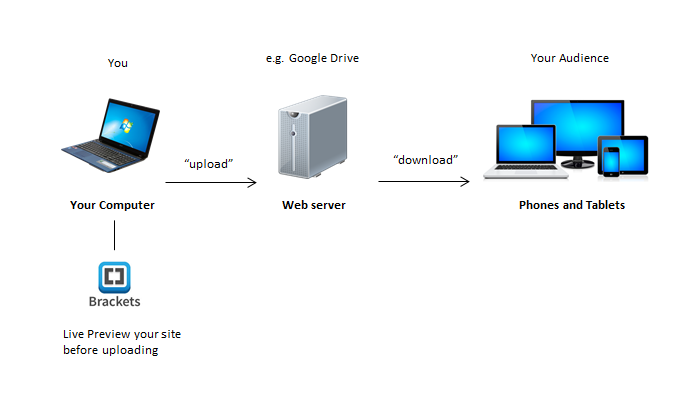 You
e.g. Google Drive
Your Audience
“upload”
“download”
Your Computer
Web server
Phones and Tablets
Brackets
Live Preview your site
before uploading